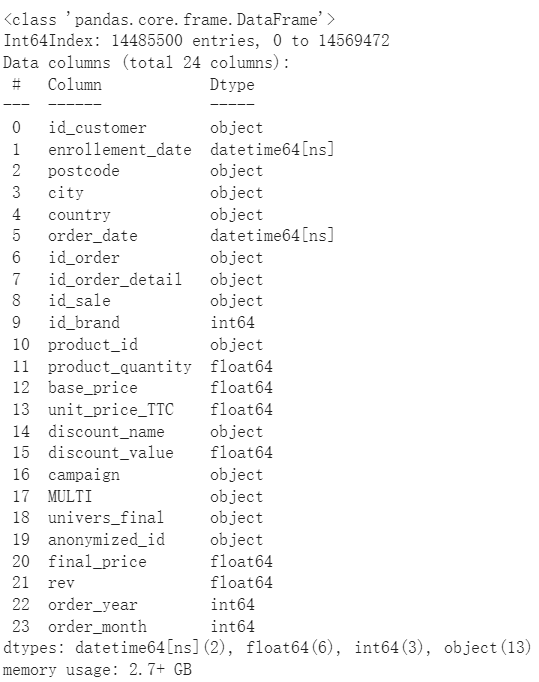 <class 'pandas.core.frame.DataFrame'>
Int64Index: 14485500 entries, 0 to 14569472
Data columns (total 24 columns):
 #   Column            Dtype
---  ------            -----
 0   id_customer       object
 1   enrollement_date  datetime64[ns]
 2   postcode          object
 3   city              object
 4   country           object
 5   order_date        datetime64[ns]
 6   id_order          object
 7   id_order_detail   object
 8   id_sale           object
 9   id_brand          int64
 10  product_id        object
 11  product_quantity  float64
 12  base_price        float64
 13  unit_price_TTC    float64
 14  discount_name     object
 15  discount_value    float64
 16  campaign          object
 17  MULTI             object
 18  univers_final     object
 19  anonymized_id     object
 20  final_price       float64
 21  rev               float64
 22  order_year        int64
 23  order_month       int64
dtypes: datetime64[ns](2), float64(6), int64(3), object(13)
memory usage: 2.7+ GB